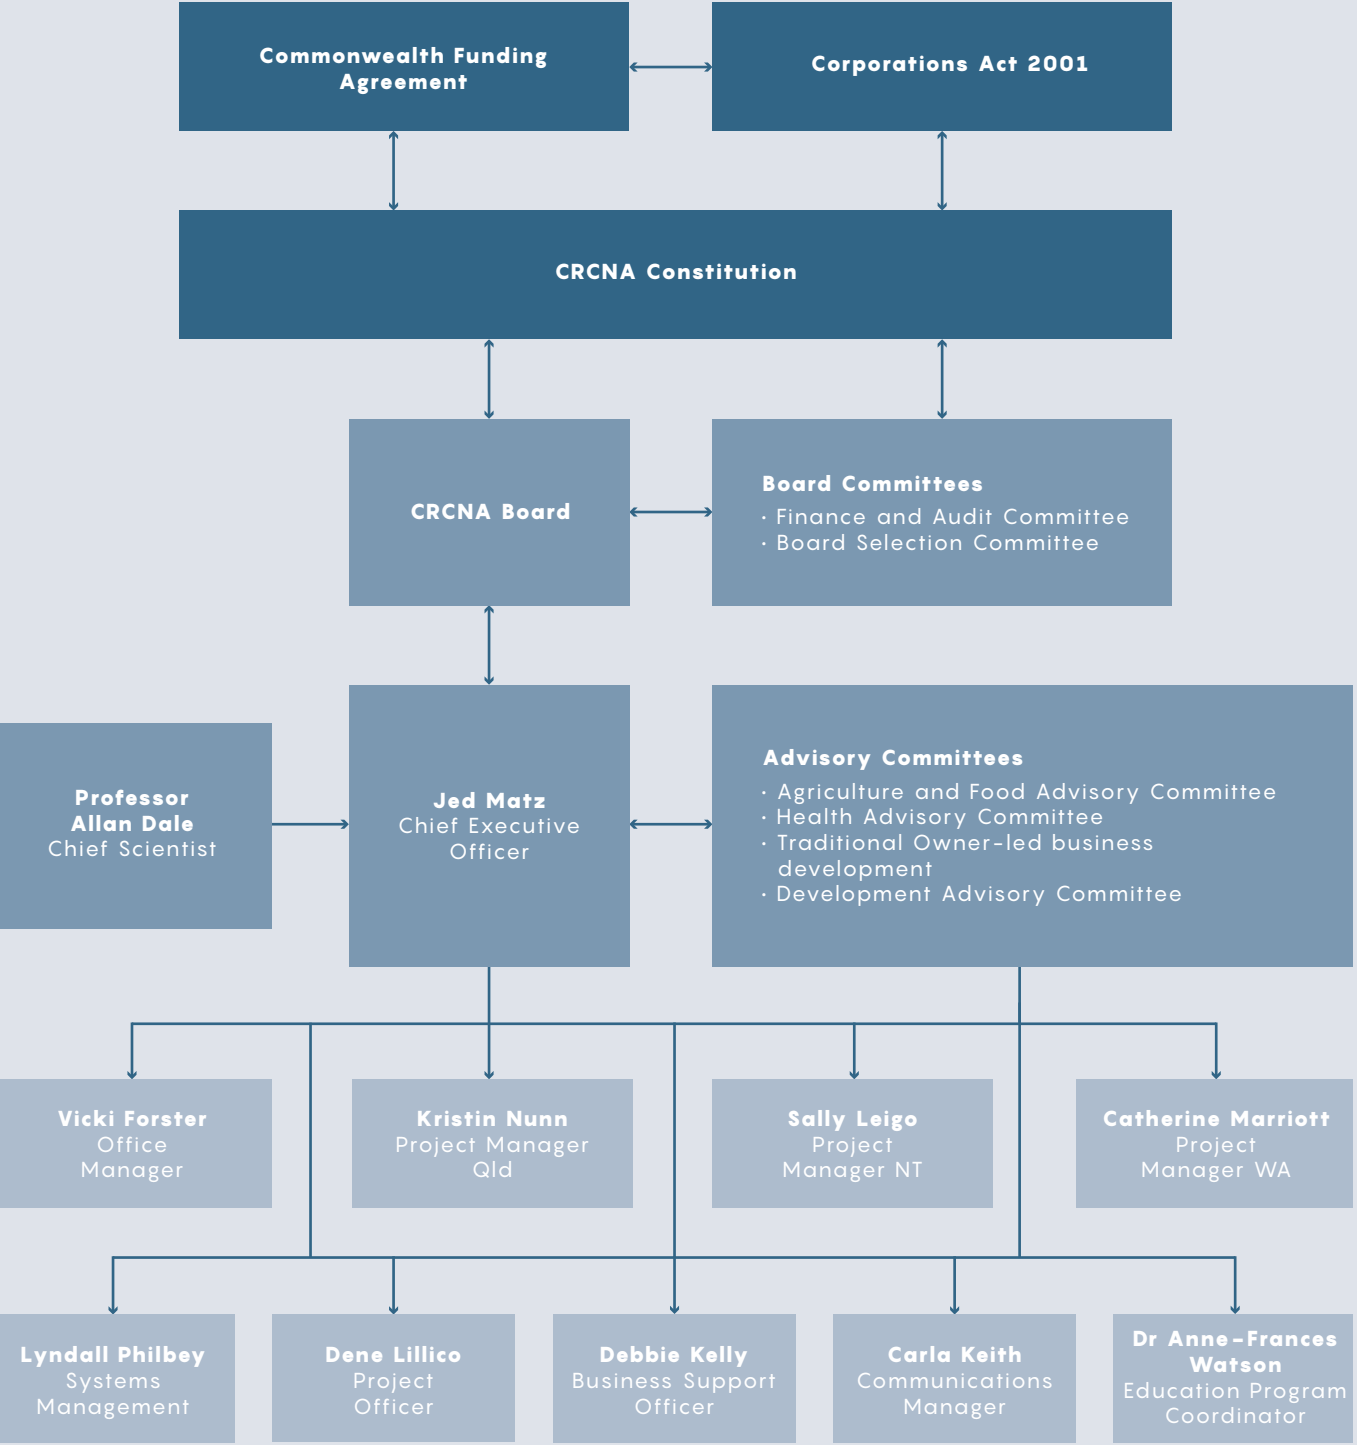 Commonwealth Funding
Agreement
Corporations Act 2001
CRCNA Constitution
CRCNA Board
Board Committees
· Finance and Audit Committee
· Board Selection Committee
Professor
Allan Dale
Chief Scientist
Jed Matz
Chief Executive
Officer
Advisory Committees
· Agriculture and Food Advisory Committee
· Health Advisory Committee
· Traditional Owner-led business
development
· Development Advisory Committee
Vicki Forster
Office
Manager
Kristin Nunn
Project Manager
Qld
Sally Leigo
Project
Manager NT
Catherine Marriott
Project
Manager WA
Lyndall Philbey
Systems
Management
Dene Lillico
Project
Officer
Debbie Kelly
Business Support
Officer
Carla Keith
Communications
Manager
Dr Anne-Frances
Watson
Education Program
Coordinator